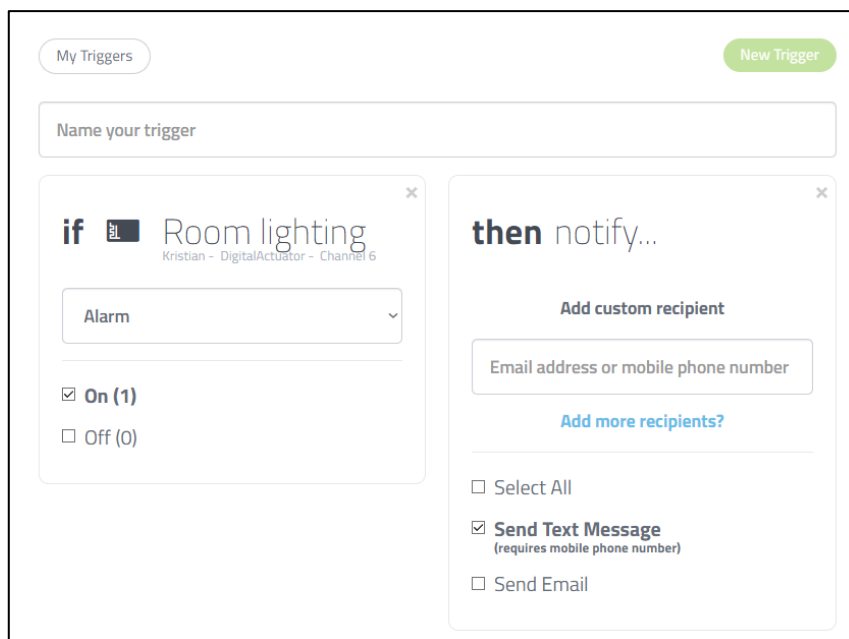 My Triggers
New Trigger
Name your trigger
if Room lighting
Kristian - DigitalActuator - Channel 6
Alarm
On (1)
Off (0)
then notify...
Add custom recipient
Email address or mobile phone number
Add more recipients?
Select All
Send Text Message
(requires mobile phone number)
Send Email